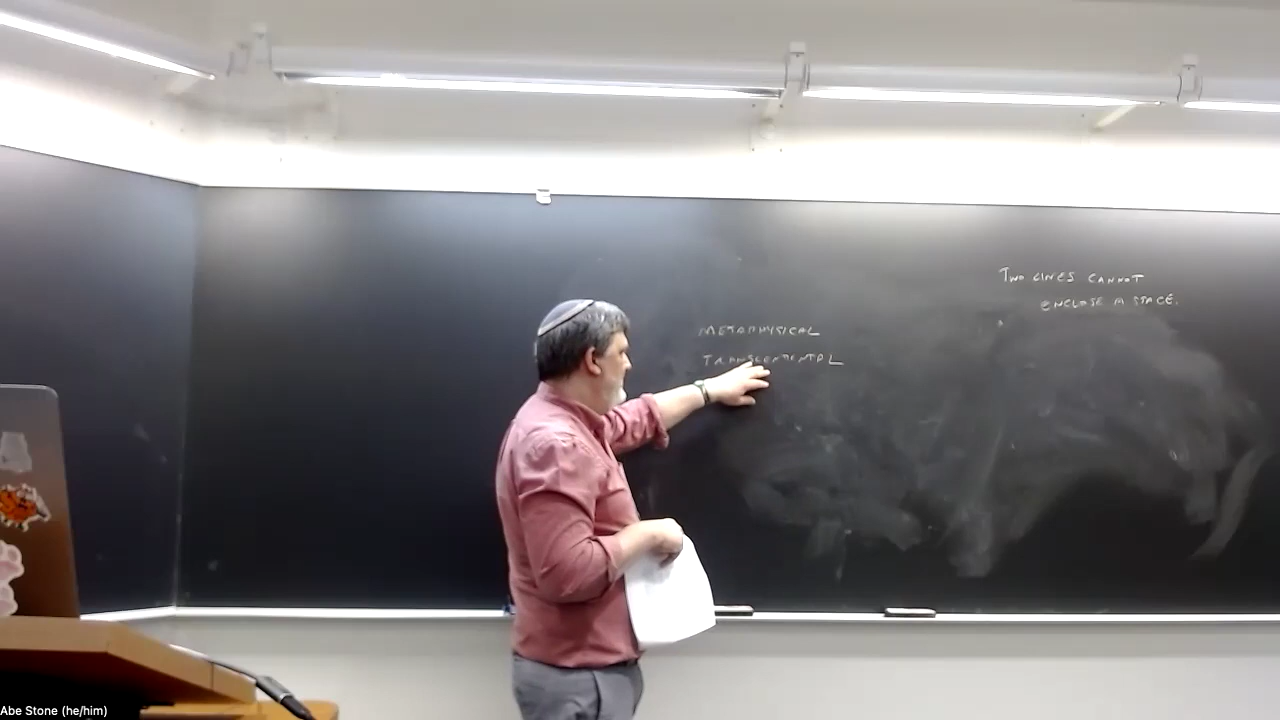 TWO LINES CANNOT
ENCLOSE A SPACE.
METAPHYSICAL
TRANSCENDENTAL
Abe Stone (he/him)